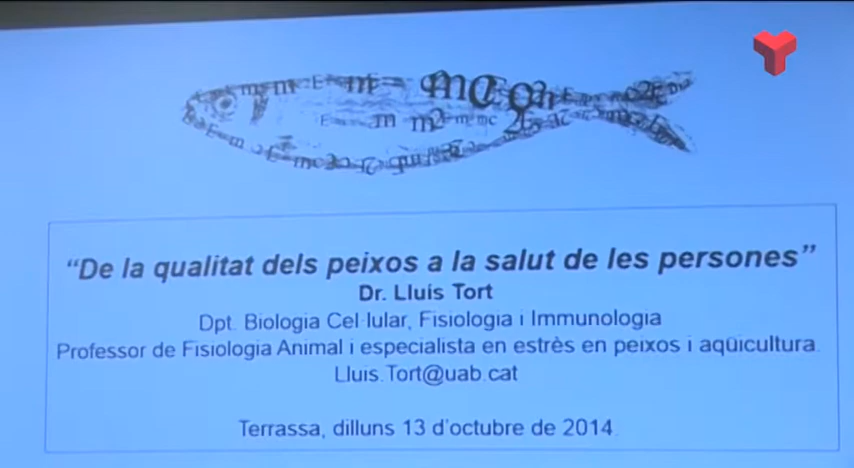 “De la qualitat dels peixos a la salut de les persones”
Dr. Lluis Tort
Dpt. Biologia Cel·lular, Fisiologia i Immunologia
Professor de Fisiologia Animal i especialista en estrès en peixos i aqüicultura.
Lluis.Tort@uab.cat
Terrassa, dilluns 13 d’octubre de 2014.